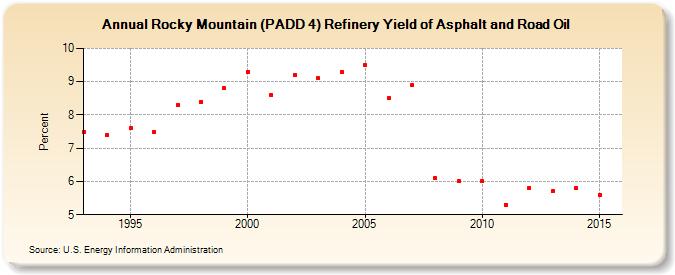 Annual Rocky Mountain (PADD 4) Refinery Yield of Asphalt and Road Oil
Percent
10
9
8
7
6
5
1995 2000 2005 2010 2015
Source: U.S. Energy Information Administration